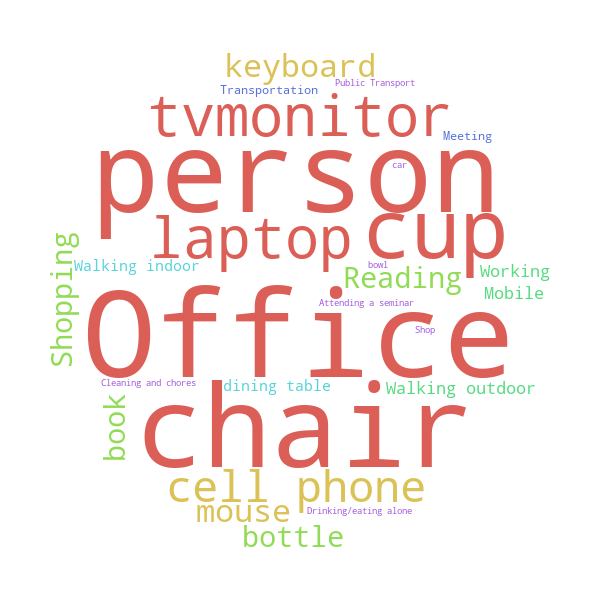 keyboard
Public Transport
Transportation
tvmonitor
Meeting
person
car
laptop
cup
Shopping
Walking indoor
bowl
Reading
Working
Mobile
Attending a seminar
Office
Shop
Cleaning and chores
dining table
Walking outdoor
book
chair
cell phone
mouse
Drinking/eating alone
bottle